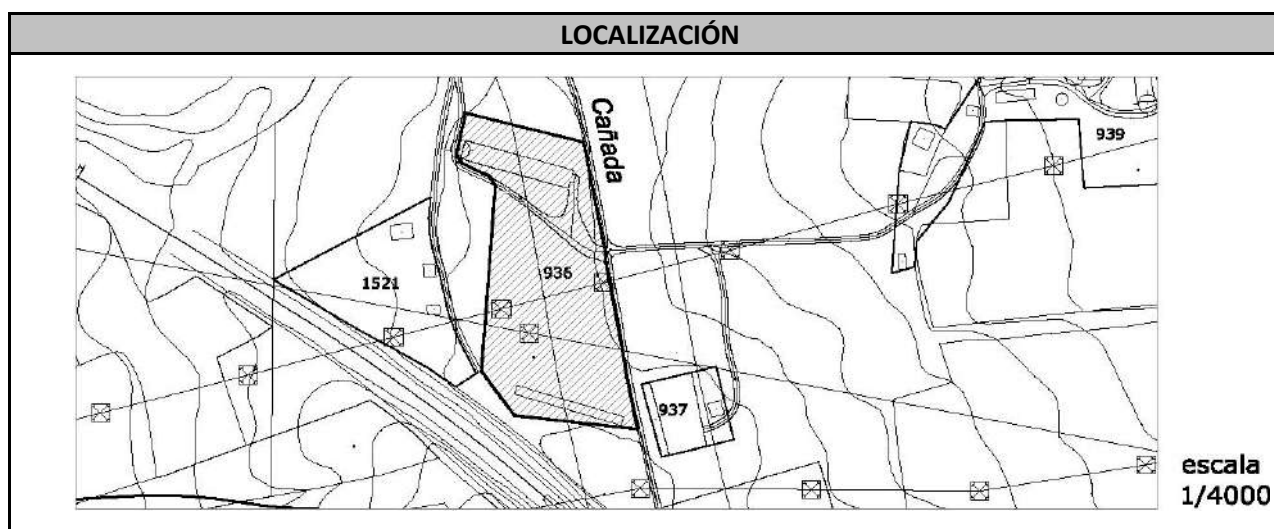 LOCALIZACIÓN
Cañada
939
936
1521
937
escala
1/4000